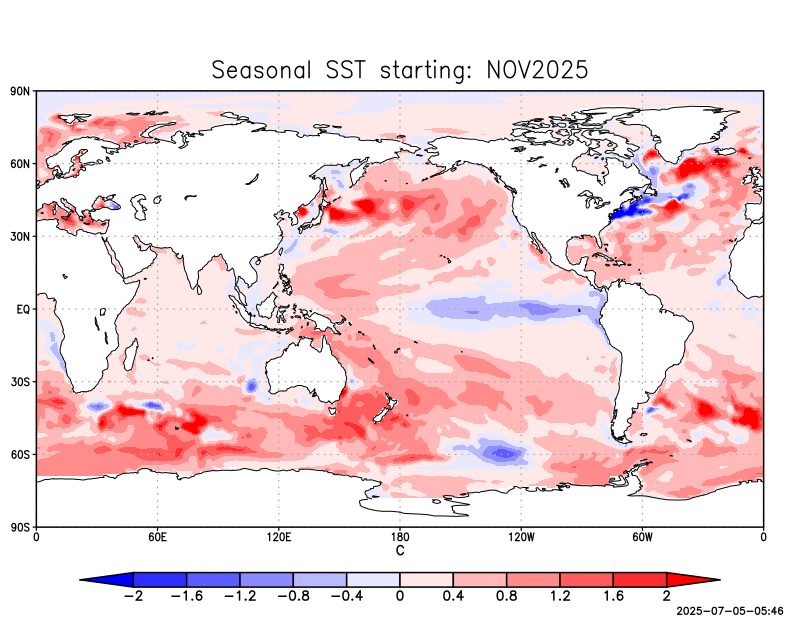 Seasonal SST starting: NOV2025
90N
60N
30N
EQ
30S
60S
90S
0 60E 120E 180 120W 60W 0
C
-2 -1.6 -1.2 -0.8 -0.4 0 0.4 0.8 1.2 1.6 2
2025-07-05-05:46